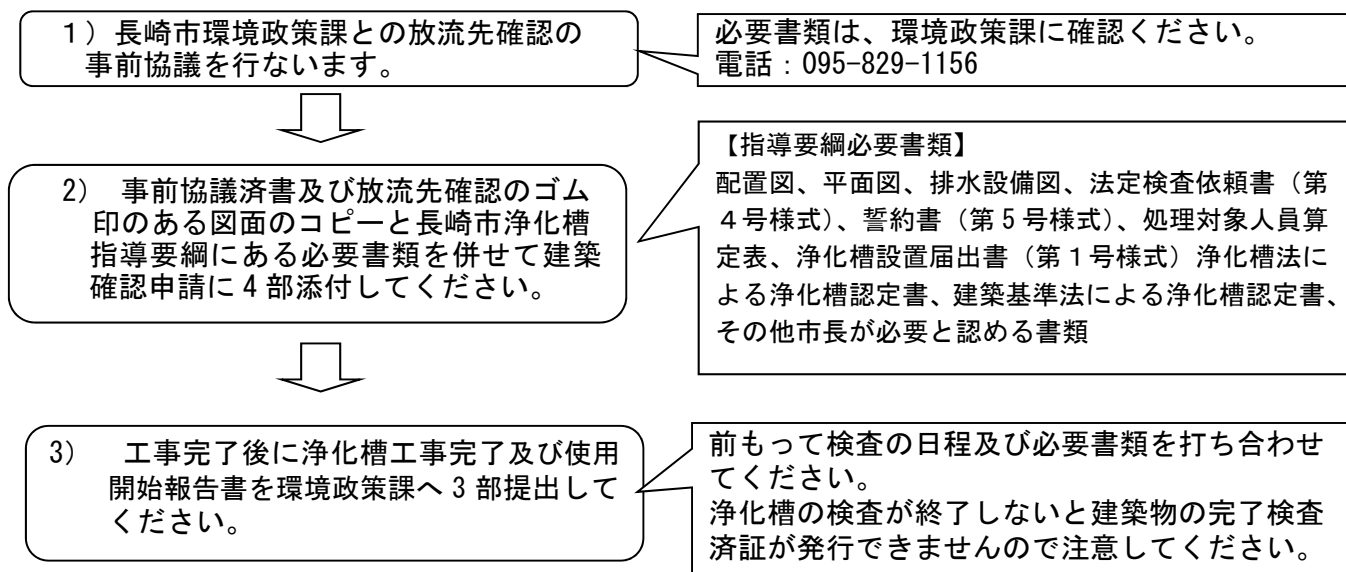 1）長崎市環境政策課との放流先確認の
事前協議を行ないます。
必要書類は、環境政策課に確認ください。
電話：095-829-1156
2）　事前協議済書及び放流先確認のゴム
印のある図面のコピーと長崎市浄化槽
指導要綱にある必要書類を併せて建築
確認申請に４部添付してください。
【指導要綱必要書類】
配置図、平面図、排水設備図、法定検査依頼書（第
４号様式）、誓約書（第５号様式）、処理対象人員算
定表、浄化槽設置届出書（第１号様式）浄化槽法に
よる浄化槽認定書、建築基準法による浄化槽認定書、
その他市長が必要と認める書類
3）　工事完了後に浄化槽工事完了及び使用
開始報告書を環境政策課へ３部提出して
ください。
前もって検査の日程及び必要書類を打ち合わせ
てください。
浄化槽の検査が終了しないと建築物の完了検査
済証が発行できませんので注意してください。